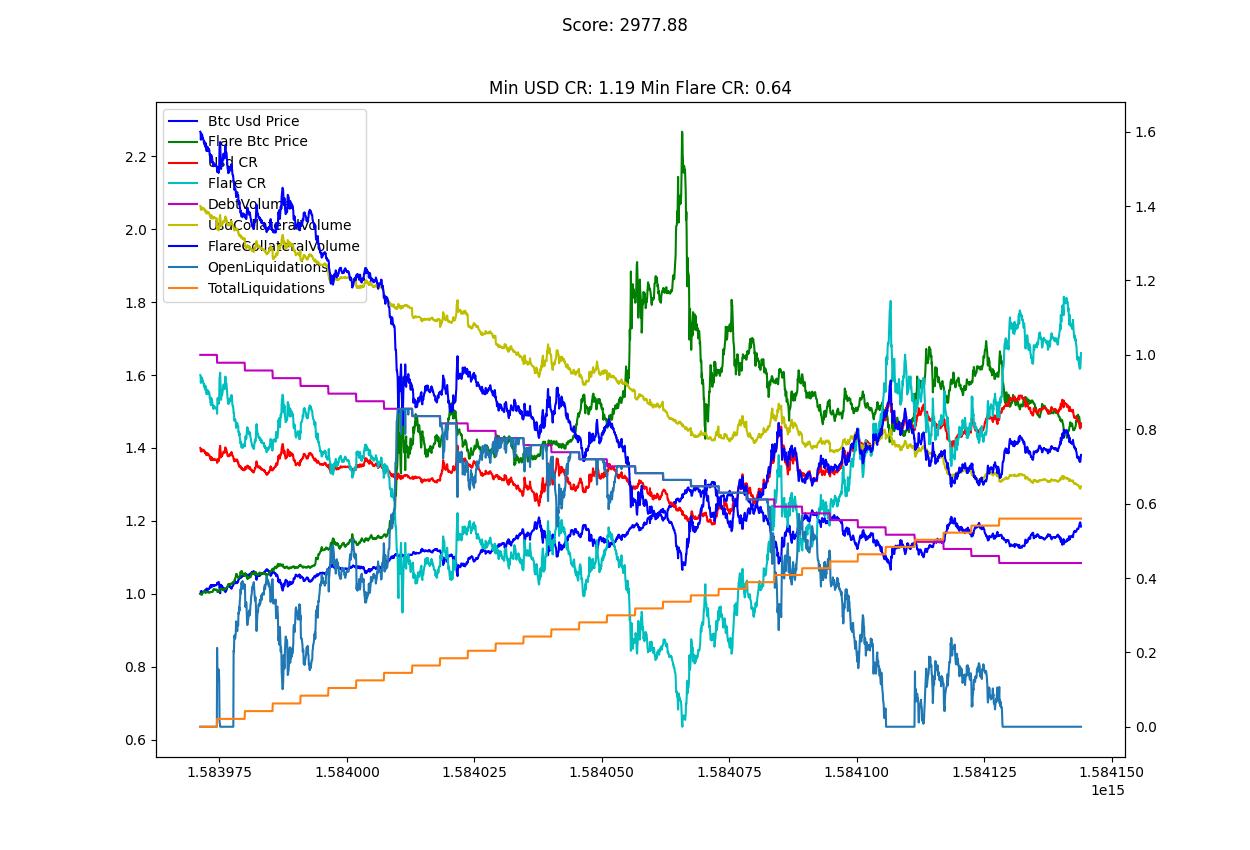 Score: 2977.88
Min USD CR: 1.19 Min Flare CR: 0.64
Btc Usd Price
Flare Btc Price
Usd CR
Flare CR
DebtVolume
UsdCollateralVolume
FlareCollateralVolume
OpenLiquidations
TotalLiquidations
2.2
2.0
1.8
1.6
1.4
1.2
1.0
0.8
0.6
1.6
1.4
1.2
1.0
0.8
0.6
0.4
0.2
0.0
1.583975 1.584000 1.584025 1.584050 1.584075 1.584100 1.584125 1.584150
1e15